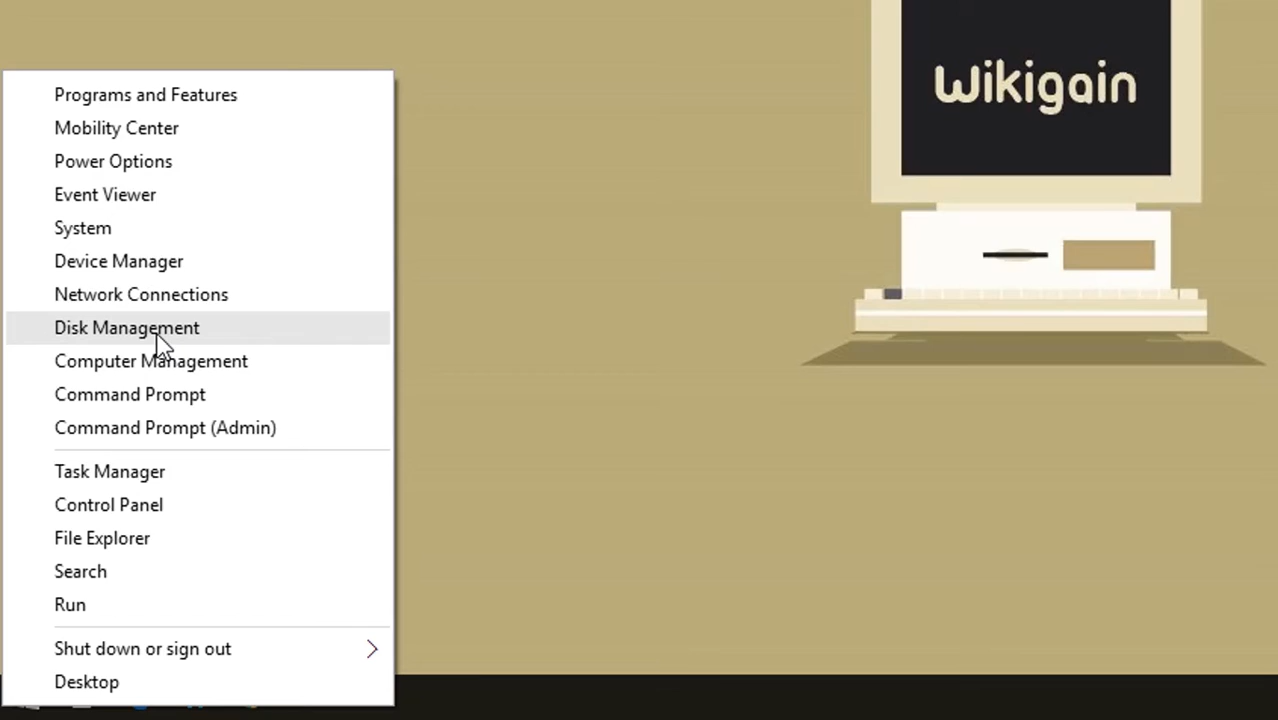 Programs and Features
Mobility Center
Power Options
Event Viewer
System
Device Manager
Network Connections
Disk Management
Computer Management
Command Prompt
Command Prompt (Admin)
Task Manager
Control Panel
File Explorer
Search
Run
Shut down or sign out
Desktop
Wikigain